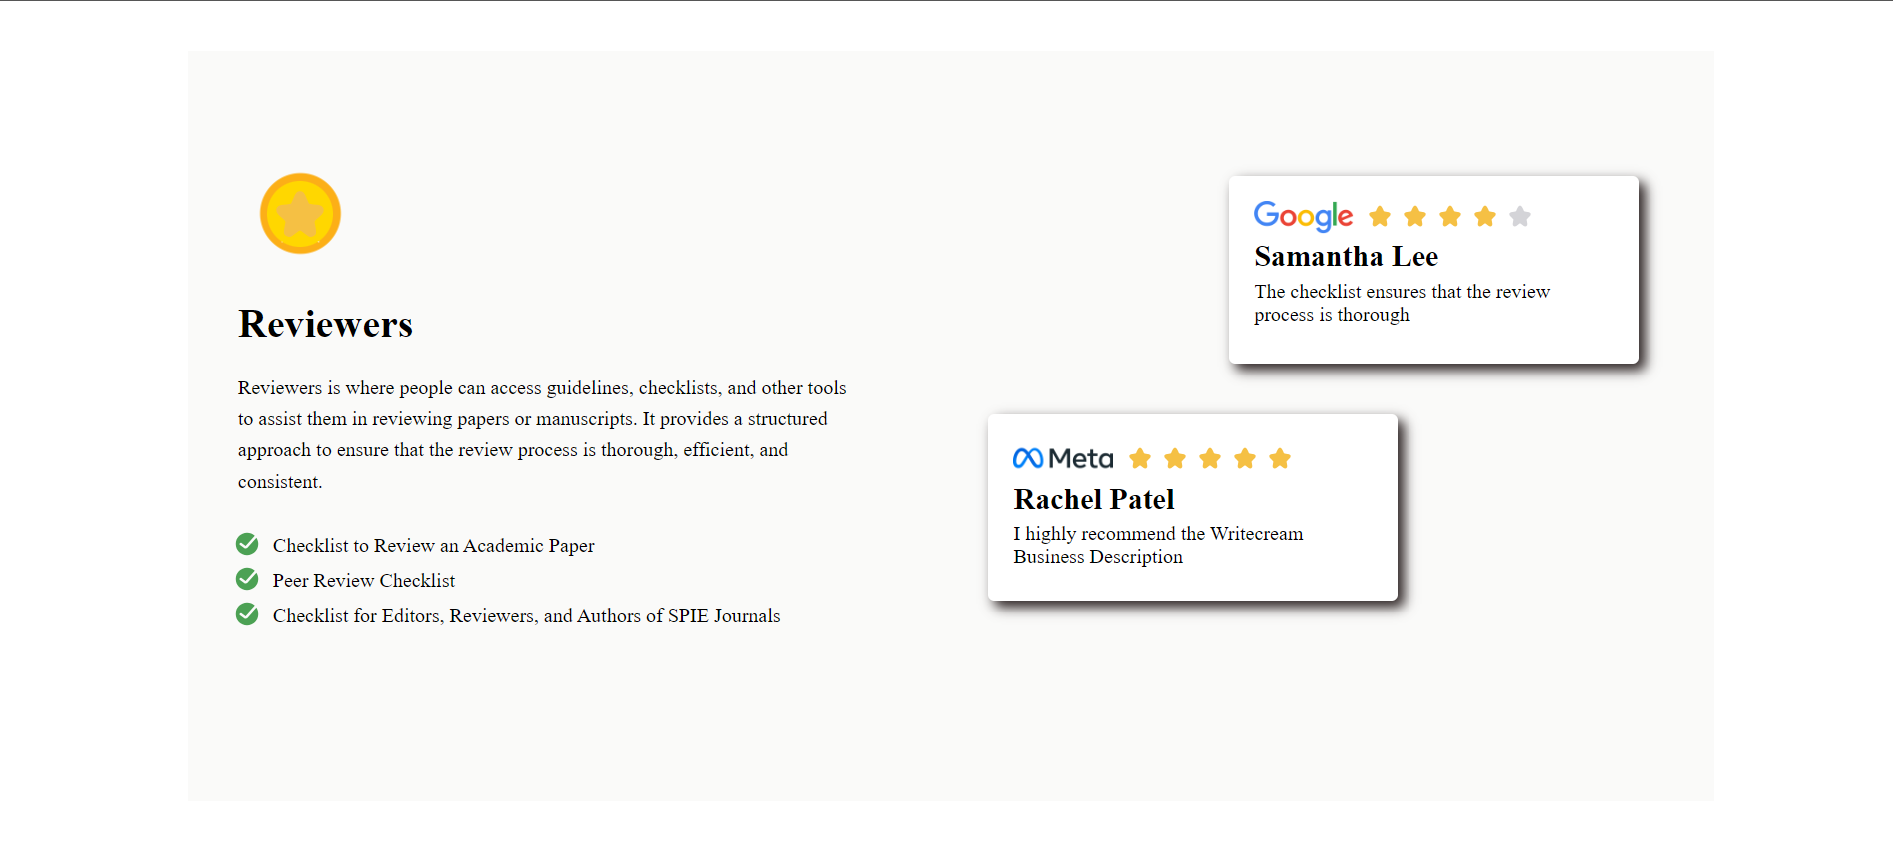 Reviewers
Reviewers is where people can access guidelines, checklists, and other tools
to assist them in reviewing papers or manuscripts. It provides a structured
approach to ensure that the review process is thorough, efficient, and
consistent.
Checklist to Review an Academic Paper
Peer Review Checklist
Checklist for Editors, Reviewers, and Authors of SPIE Journals
Google
Samantha Lee
The checklist ensures that the review
process is thorough
Meta
Rachel Patel
I highly recommend the Writecream
Business Description